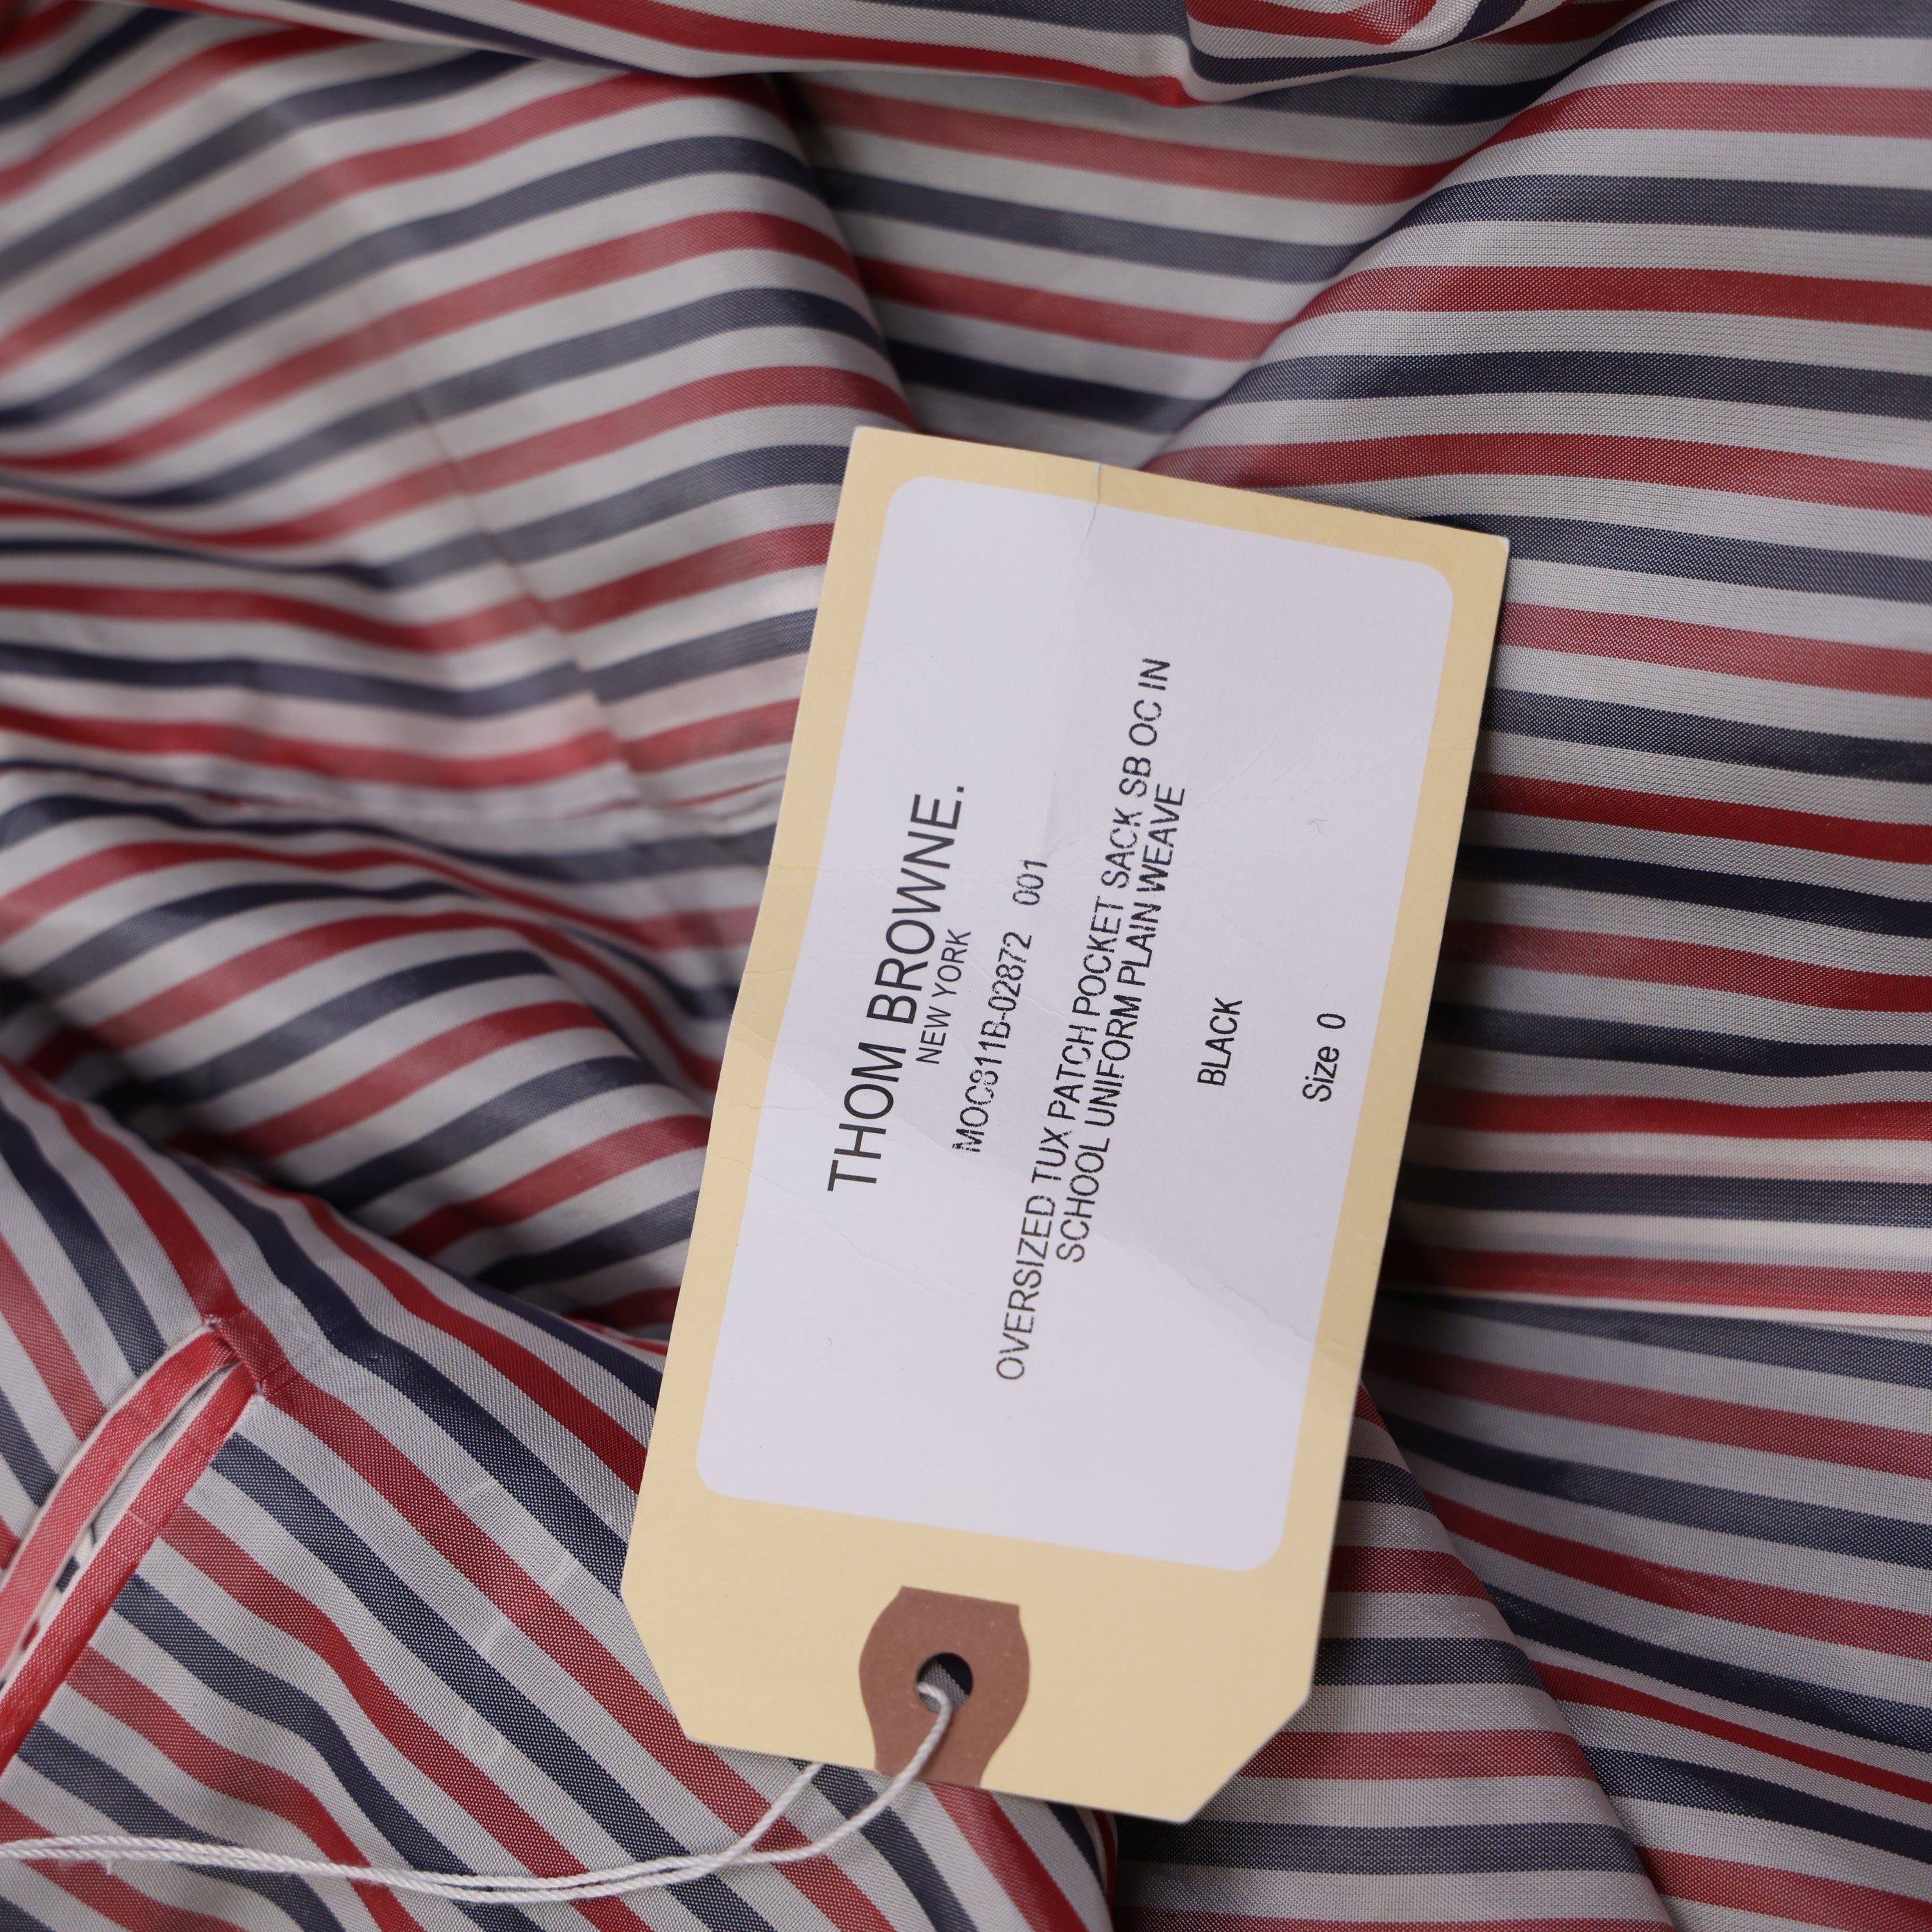 THOM BROWNE.
NEW YORK
MOC811B-02872 001
OVERSIZED TUX PATCH POCKET SACK SB OC IN
SCHOOL UNIFORM PLAIN WEAVE
BLACK
Size 0